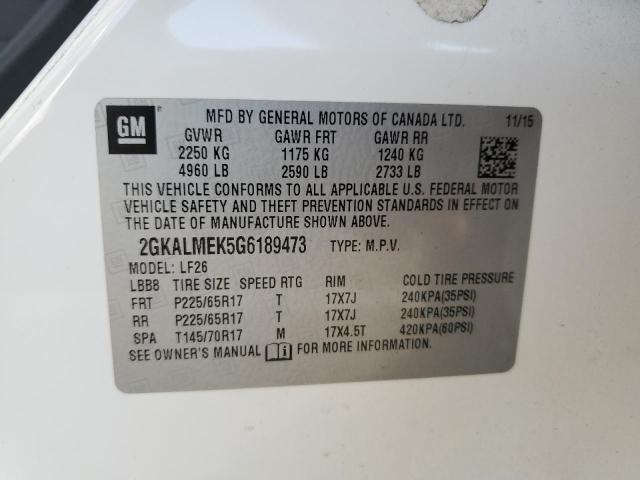 GM
MFD BY GENERAL MOTORS OF CANADA LTD. 11/15
GVWR GAWR FRT GAWR RR
2250 KG 1175 KG 1240 KG
4960 LB 2590 LB 2733 LB
THIS VEHICLE CONFORMS TO ALL APPLICABLE U.S. FEDERAL MOTOR
VEHICLE SAFETY AND THEFT PREVENTION STANDARDS IN EFFECT ON
THE DATE OF MANUFACTURE SHOWN ABOVE.
2GKALMEK5G6189473 TYPE: M.P.V.
MODEL: LF26
LBB8 TIRE SIZE SPEED RTG RIM COLD TIRE PRESSURE
FRT P225/65R17 T 17X7J 240KPA(35PSI)
RR P225/65R17 T 17X7J 240KPA(35PSI)
SPA T145/70R17 M 17X4.5T 420KPA(60PSI)
SEE OWNER'S MANUAL FOR MORE INFORMATION.